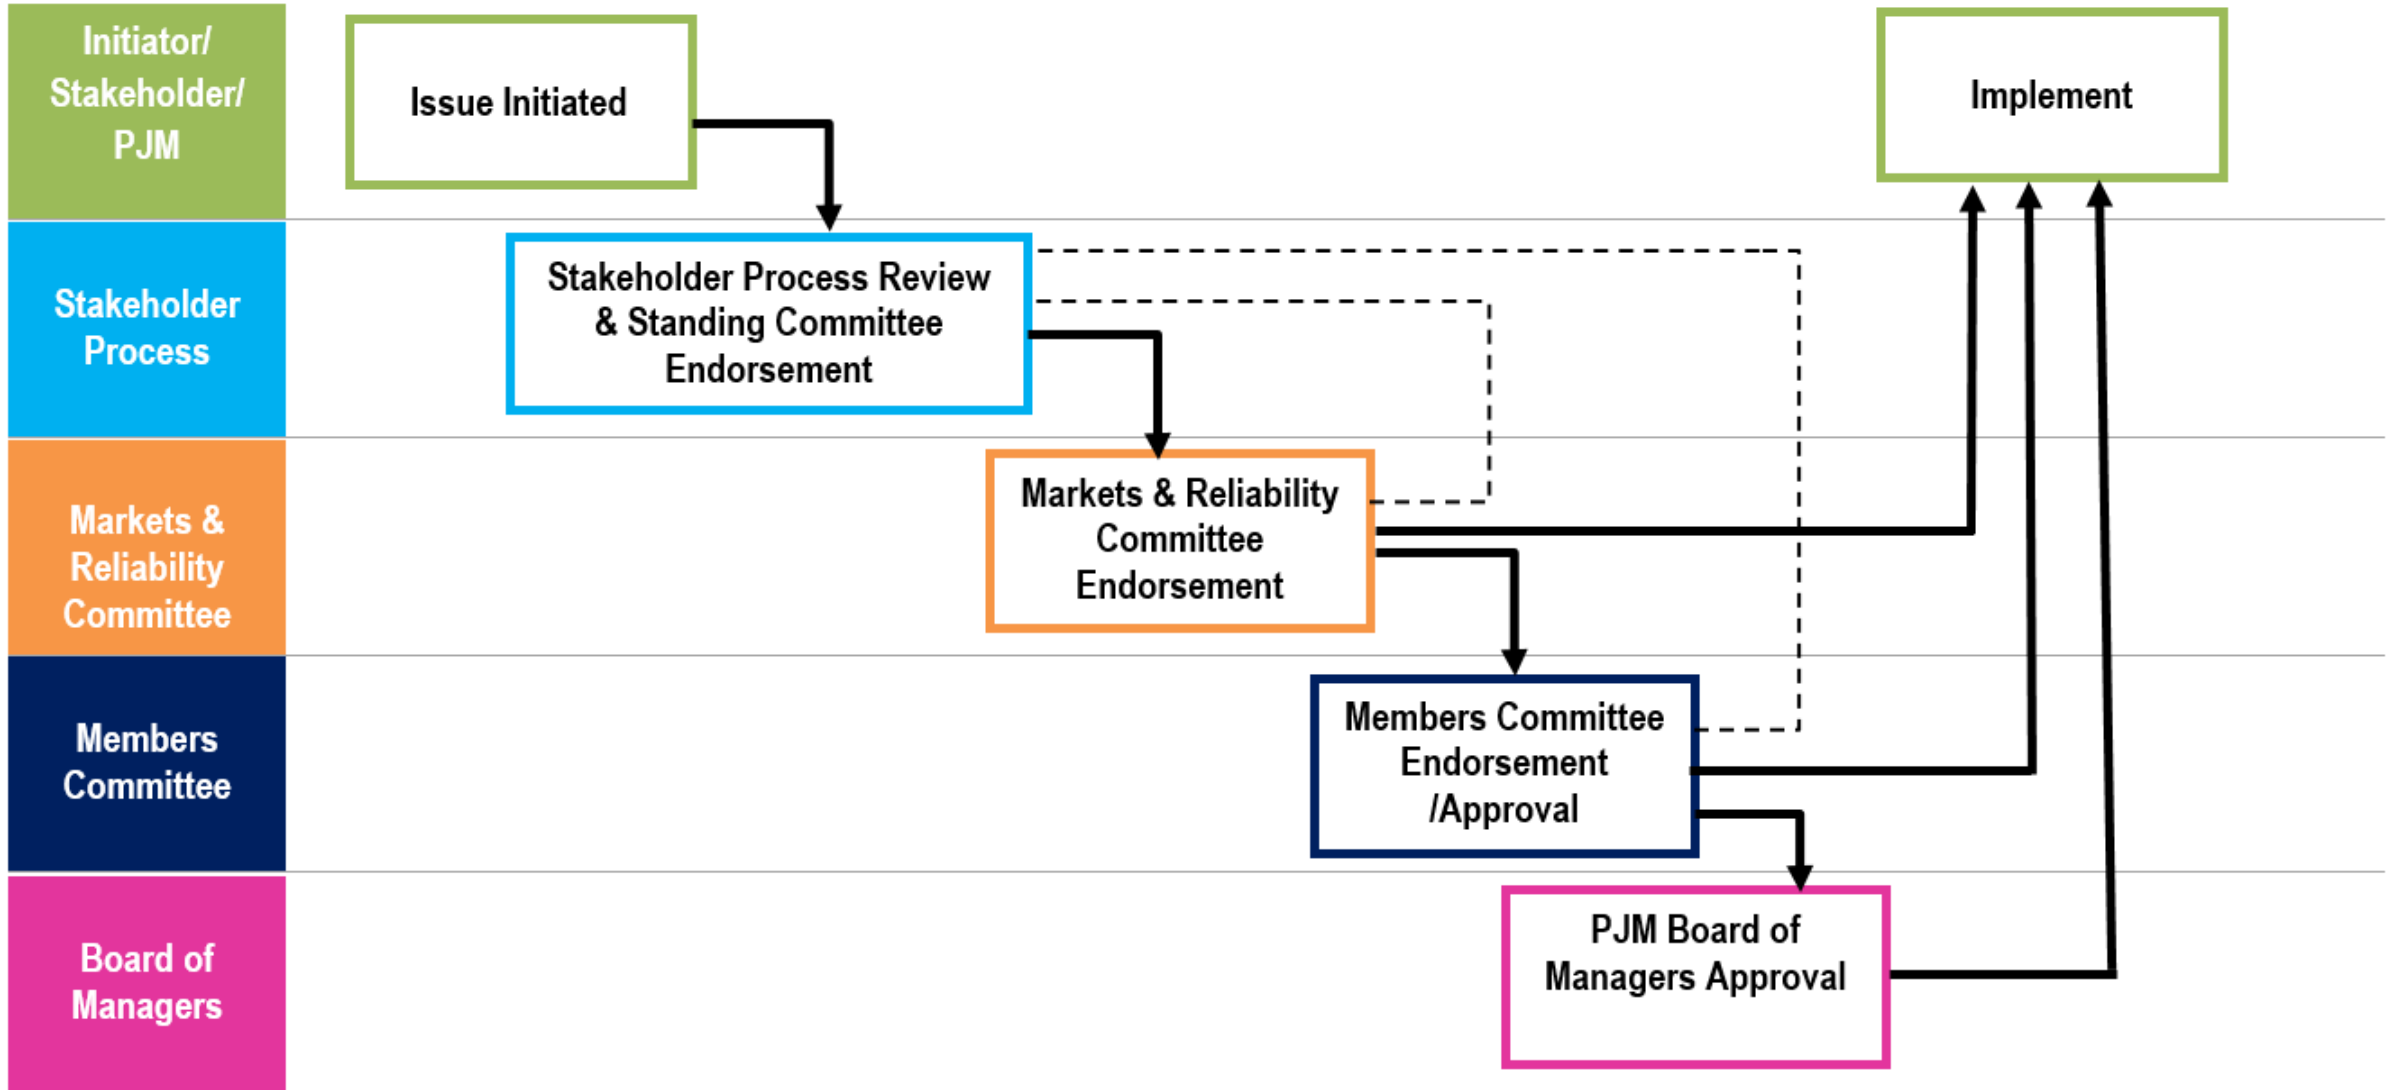 Initiator/
Stakeholder/
PJM
Issue Initiated
Implement
Stakeholder
Process
Stakeholder Process Review
& Standing Committee
Endorsement
Markets &
Reliability
Committee
Markets & Reliability
Committee
Endorsement
Members
Committee
Members Committee
Endorsement
/Approval
Board of
Managers
PJM Board of
Managers Approval